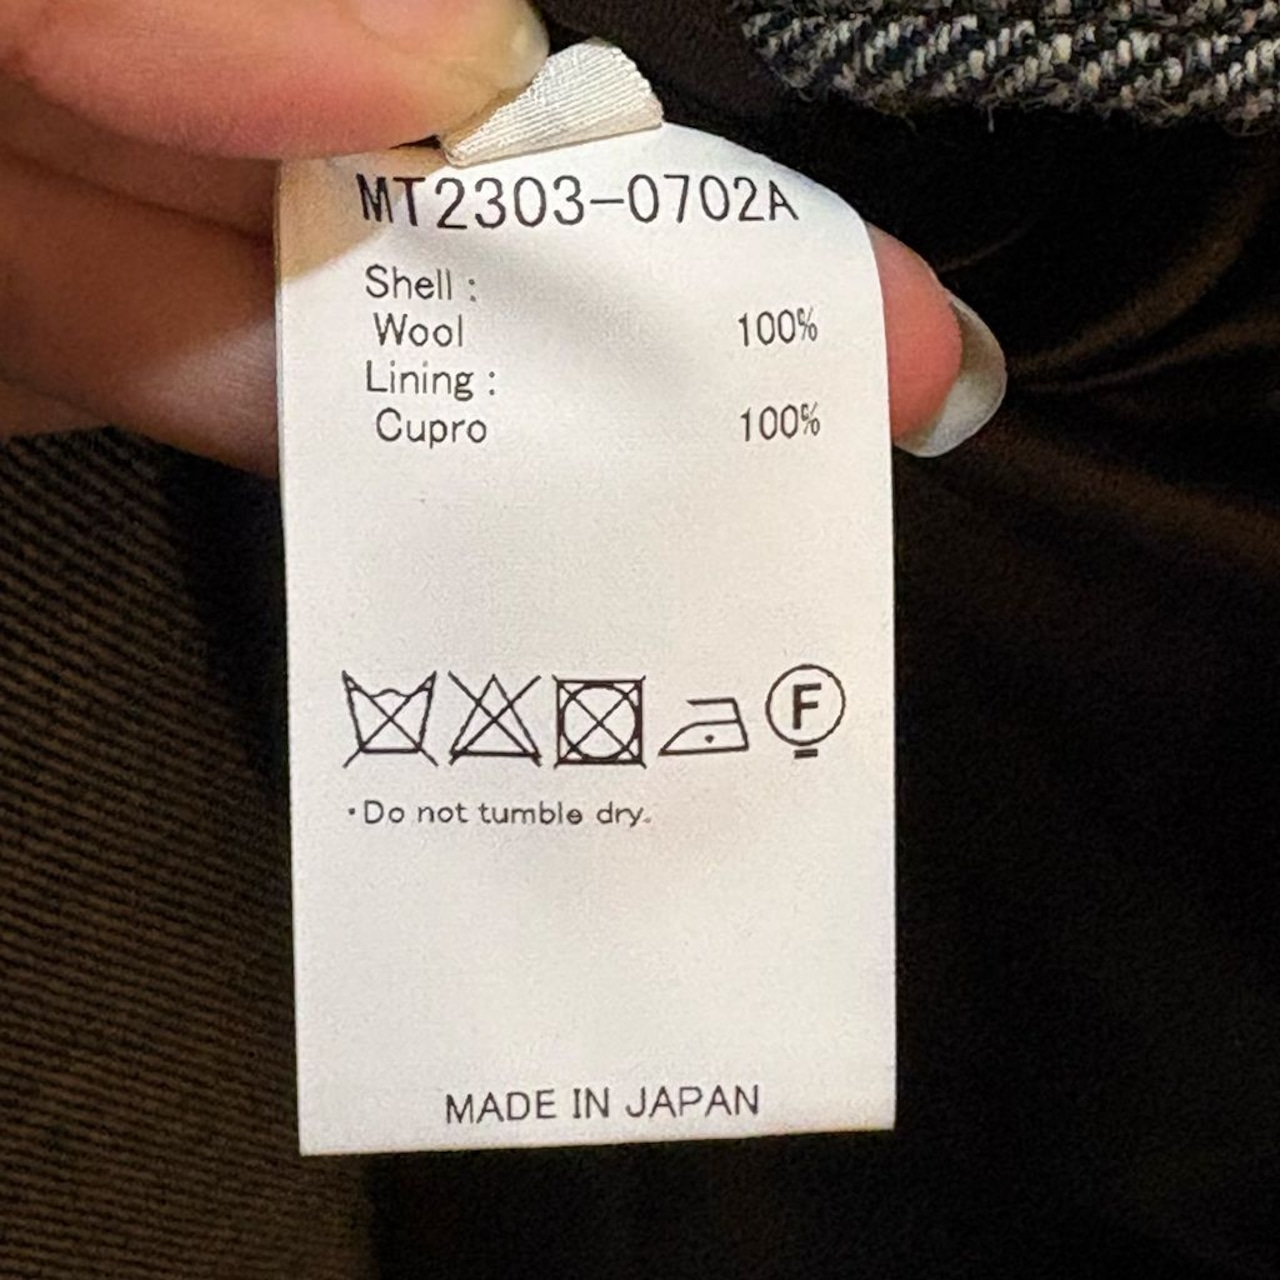 MT2303-0702A
Shell :
Wool 100%
Lining :
Cupro 100%
F
・Do not tumble dry.
MADE IN JAPAN